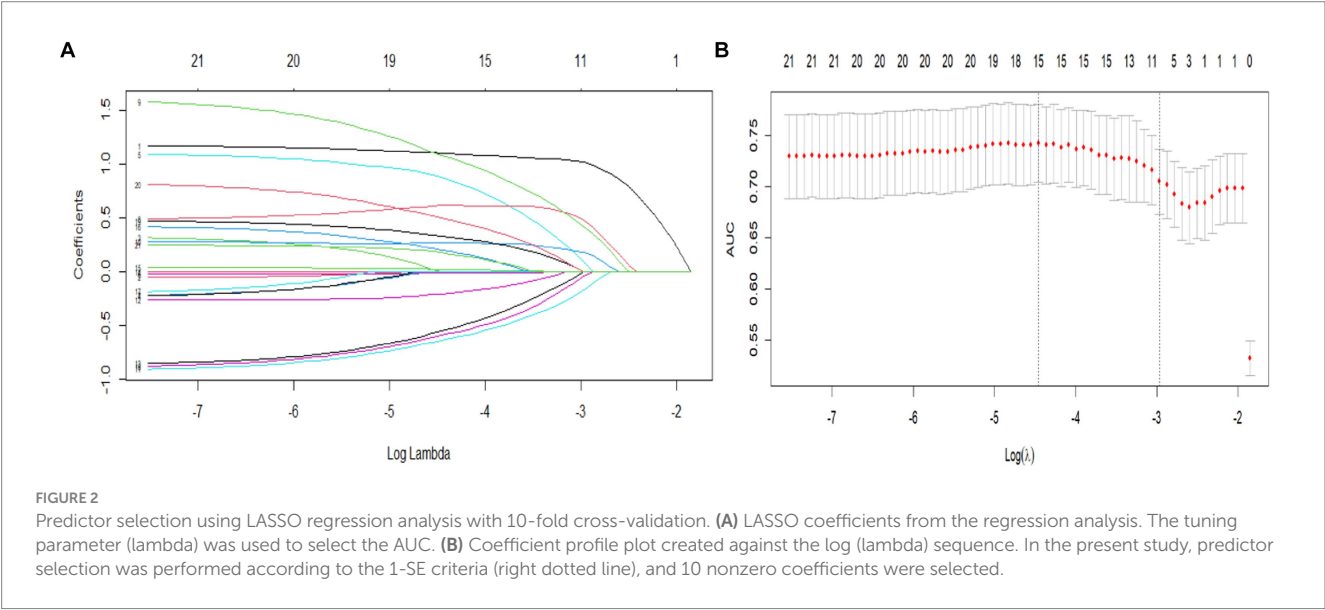 A
B
21 20 19 15 11 1
21 21 21 20 20 20 20 20 20 19 18 15 15 15 15 13 11 5 3 1 1 1 0
Coefficients
1.5
1.0
0.5
0.0
-0.5
-1.0
9
1
5
20
-7 -6 -5 -4 -3 -2
Log Lambda
AUC
0.75
0.70
0.65
0.60
0.55
-7 -6 -5 -4 -3 -2
Log(λ)
FIGURE 2
Predictor selection using LASSO regression analysis with 10-fold cross-validation. (A) LASSO coefficients from the regression analysis. The tuning
parameter (lambda) was used to select the AUC. (B) Coefficient profile plot created against the log (lambda) sequence. In the present study, predictor
selection was performed according to the 1-SE criteria (right dotted line), and 10 nonzero coefficients were selected.